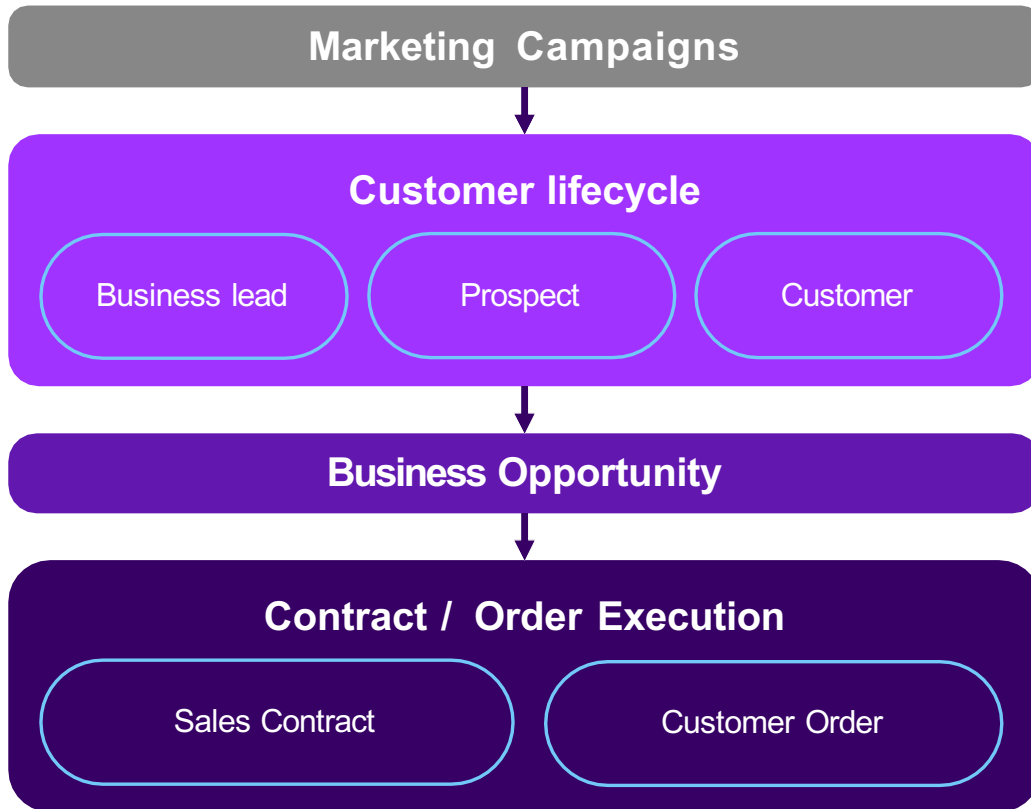 Marketing Campaigns
Customer lifecycle
Business lead
Prospect
Customer
Business Opportunity
Contract / Order Execution
Sales Contract
Customer Order